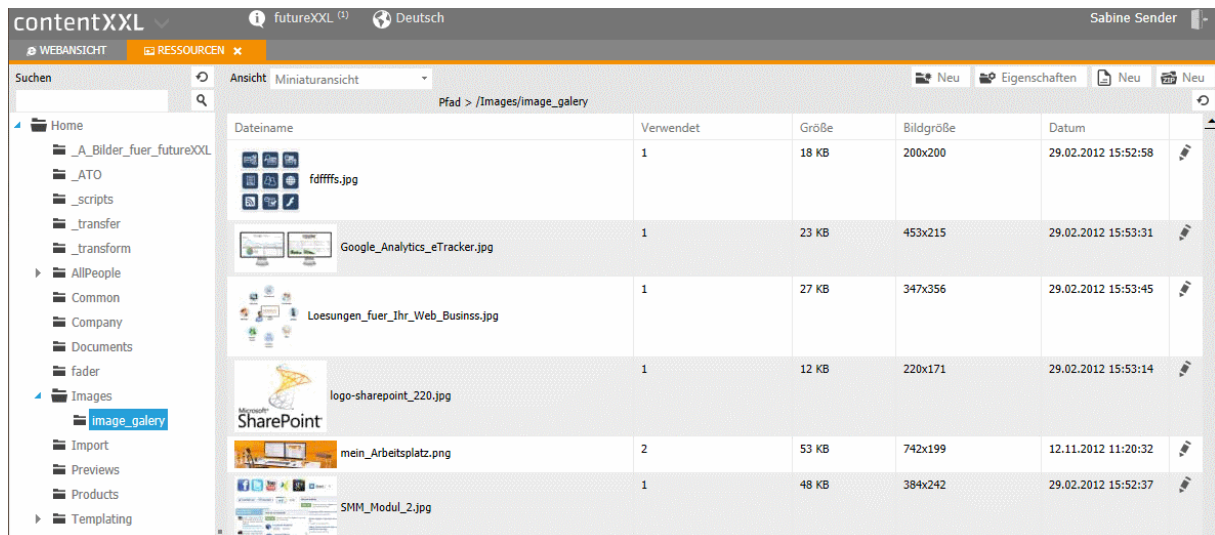 contentXXL futureXXL (1) Deutsch Sabine Sender
WEBANSICHT RESSOURCEN x
Suchen Ansicht Miniaturansicht Neu Eigenschaften Neu Neu
Pfad > /Images/image_galery
Home
_A_Bilder_fuer_futureXXL
_ATO
_scripts
_transfer
_transform
AllPeople
Common
Company
Documents
fader
Images
image_galery
Import
Previews
Products
Templating
Dateiname Verwendet Größe Bildgröße Datum
fdffffs.jpg 1 18 KB 200x200 29.02.2012 15:52:58
Google_Analytics_eTracker.jpg 1 23 KB 453x215 29.02.2012 15:53:31
Loesungen_fuer_Ihr_Web_Businss.jpg 1 27 KB 347x356 29.02.2012 15:53:45
Microsoft
SharePoint
logo-sharepoint_220.jpg 1 12 KB 220x171 29.02.2012 15:53:14
mein_Arbeitsplatz.png 2 53 KB 742x199 12.11.2012 11:20:32
SMM_Modul_2.jpg 1 48 KB 384x242 29.02.2012 15:52:37